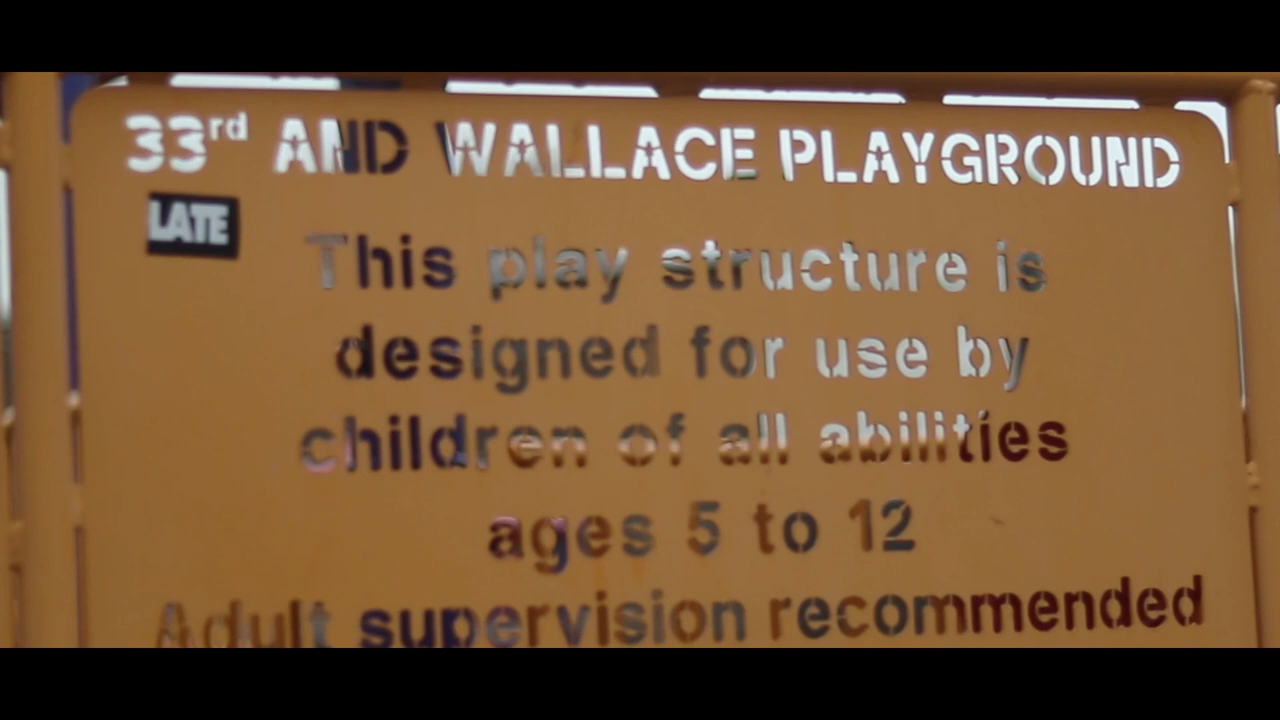 33rd AND WALLACE PLAYGROUND
LATE
This play structure is
designed for use by
children of all abilities
ages 5 to 12
Adult supervision recommended